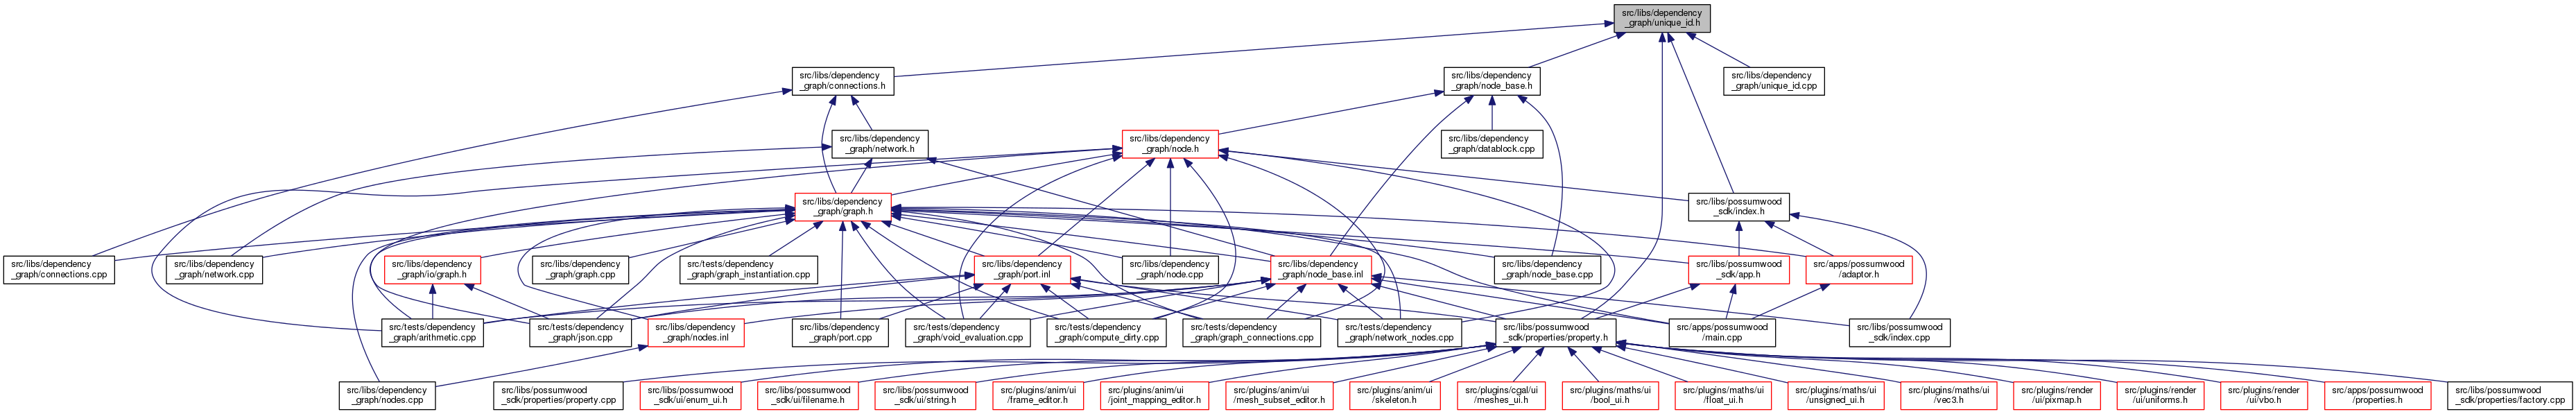 src/libs/dependency
_graph/unique_id.h
src/libs/dependency
_graph/connections.h
src/libs/dependency
_graph/node_base.h
src/libs/dependency
_graph/unique_id.cpp
src/libs/dependency
_graph/network.h
src/libs/dependency
_graph/node.h
src/libs/dependency
_graph/datablock.cpp
src/libs/dependency
_graph/graph.h
src/libs/possumwood
_sdk/index.h
src/libs/dependency
_graph/connections.cpp
src/libs/dependency
_graph/network.cpp
src/libs/dependency
_graph/io/graph.h
src/libs/dependency
_graph/graph.cpp
src/tests/dependency
_graph/graph_instantiation.cpp
src/libs/dependency
_graph/port.inl
src/libs/dependency
_graph/node.cpp
src/libs/dependency
_graph/node_base.inl
src/libs/dependency
_graph/node_base.cpp
src/libs/possumwood
_sdk/app.h
src/apps/possumwood
/adaptor.h
src/tests/dependency
_graph/arithmetic.cpp
src/tests/dependency
_graph/json.cpp
src/libs/dependency
_graph/nodes.inl
src/libs/dependency
_graph/port.cpp
src/tests/dependency
_graph/void_evaluation.cpp
src/tests/dependency
_graph/compute_dirty.cpp
src/tests/dependency
_graph/graph_connections.cpp
src/tests/dependency
_graph/network_nodes.cpp
src/libs/possumwood
_sdk/properties/property.h
src/apps/possumwood
/main.cpp
src/libs/possumwood
_sdk/index.cpp
src/libs/dependency
_graph/nodes.cpp
src/libs/possumwood
_sdk/properties/property.cpp
src/libs/possumwood
_sdk/ui/enum_ui.h
src/libs/possumwood
_sdk/ui/filename.h
src/libs/possumwood
_sdk/ui/string.h
src/plugins/anim/ui
/frame_editor.h
src/plugins/anim/ui
/joint_mapping_editor.h
src/plugins/anim/ui
/mesh_subset_editor.h
src/plugins/anim/ui
/skeleton.h
src/plugins/cgal/ui
/meshes_ui.h
src/plugins/maths/ui
/bool_ui.h
src/plugins/maths/ui
/float_ui.h
src/plugins/maths/ui
/unsigned_ui.h
src/plugins/maths/ui
/vec3.h
src/plugins/render
/ui/pixmap.h
src/plugins/render
/ui/uniforms.h
src/plugins/render
/ui/vbo.h
src/apps/possumwood
/properties.h
src/libs/possumwood
_sdk/properties/factory.cpp